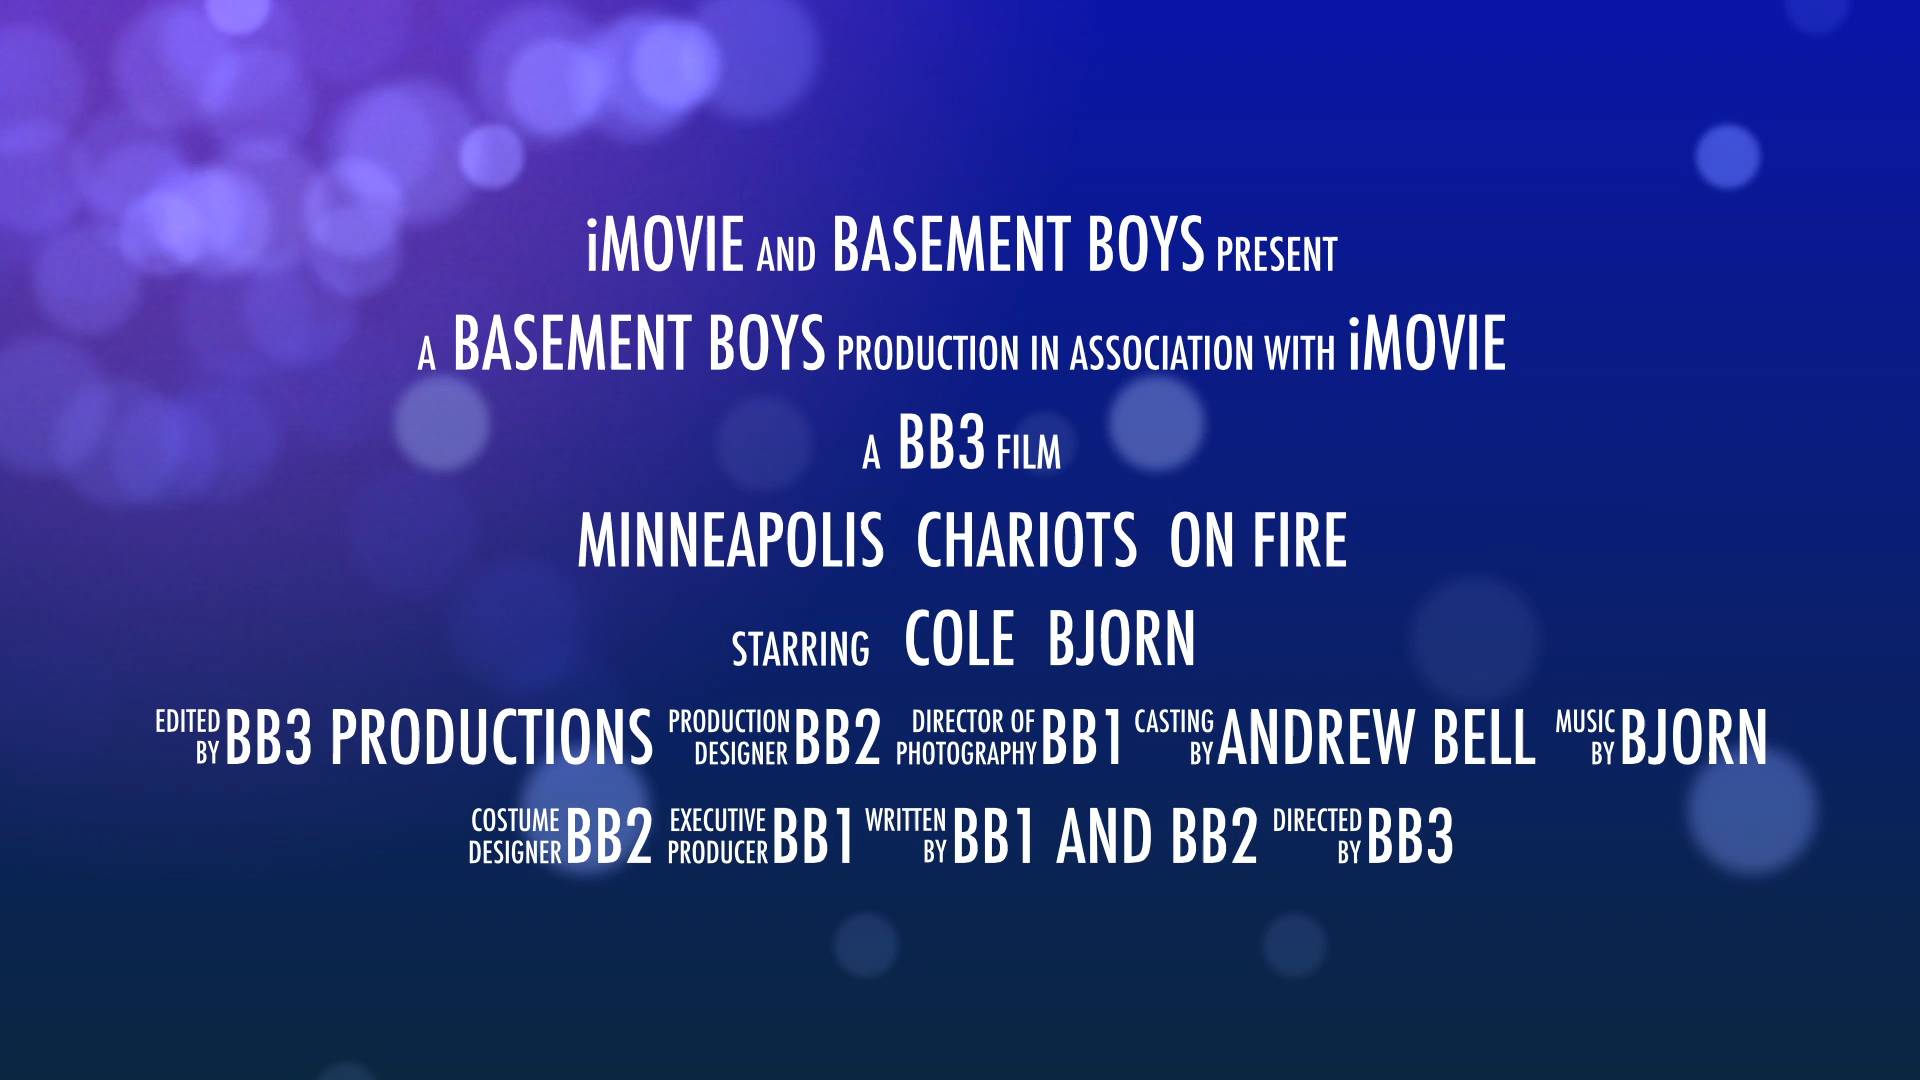 iMOVIE AND BASEMENT BOYS PRESENT
A BASEMENT BOYS PRODUCTION IN ASSOCIATION WITH iMOVIE
A BB3 FILM
MINNEAPOLIS CHARIOTS ON FIRE
STARRING COLE BJORN
EDITED BY BB3 PRODUCTIONS PRODUCTION DESIGNER BB2 DIRECTOR OF PHOTOGRAPHY BB1 CASTING BY ANDREW BELL MUSIC BY BJORN
COSTUME DESIGNER BB2 EXECUTIVE PRODUCER BB1 WRITTEN BY BB1 AND BB2 DIRECTED BY BB3